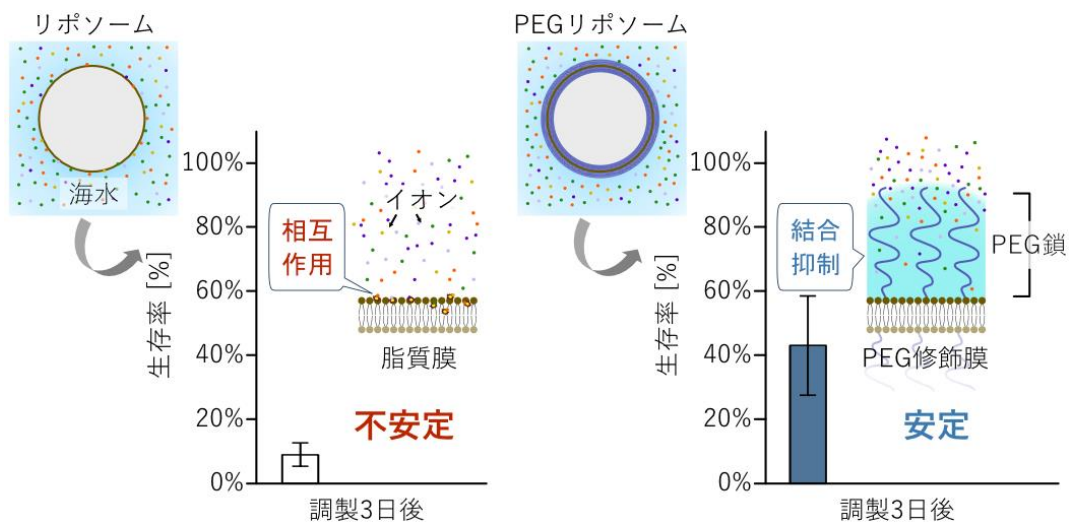 リポソーム
海水
生存率 [%]
100%
80%
60%
40%
20%
0%
イオン
相互
作用
脂質膜
不安定
調製3日後
PEGリポソーム
生存率 [%]
100%
80%
60%
40%
20%
0%
結合
抑制
PEG鎖
PEG修飾膜
安定
調製3日後